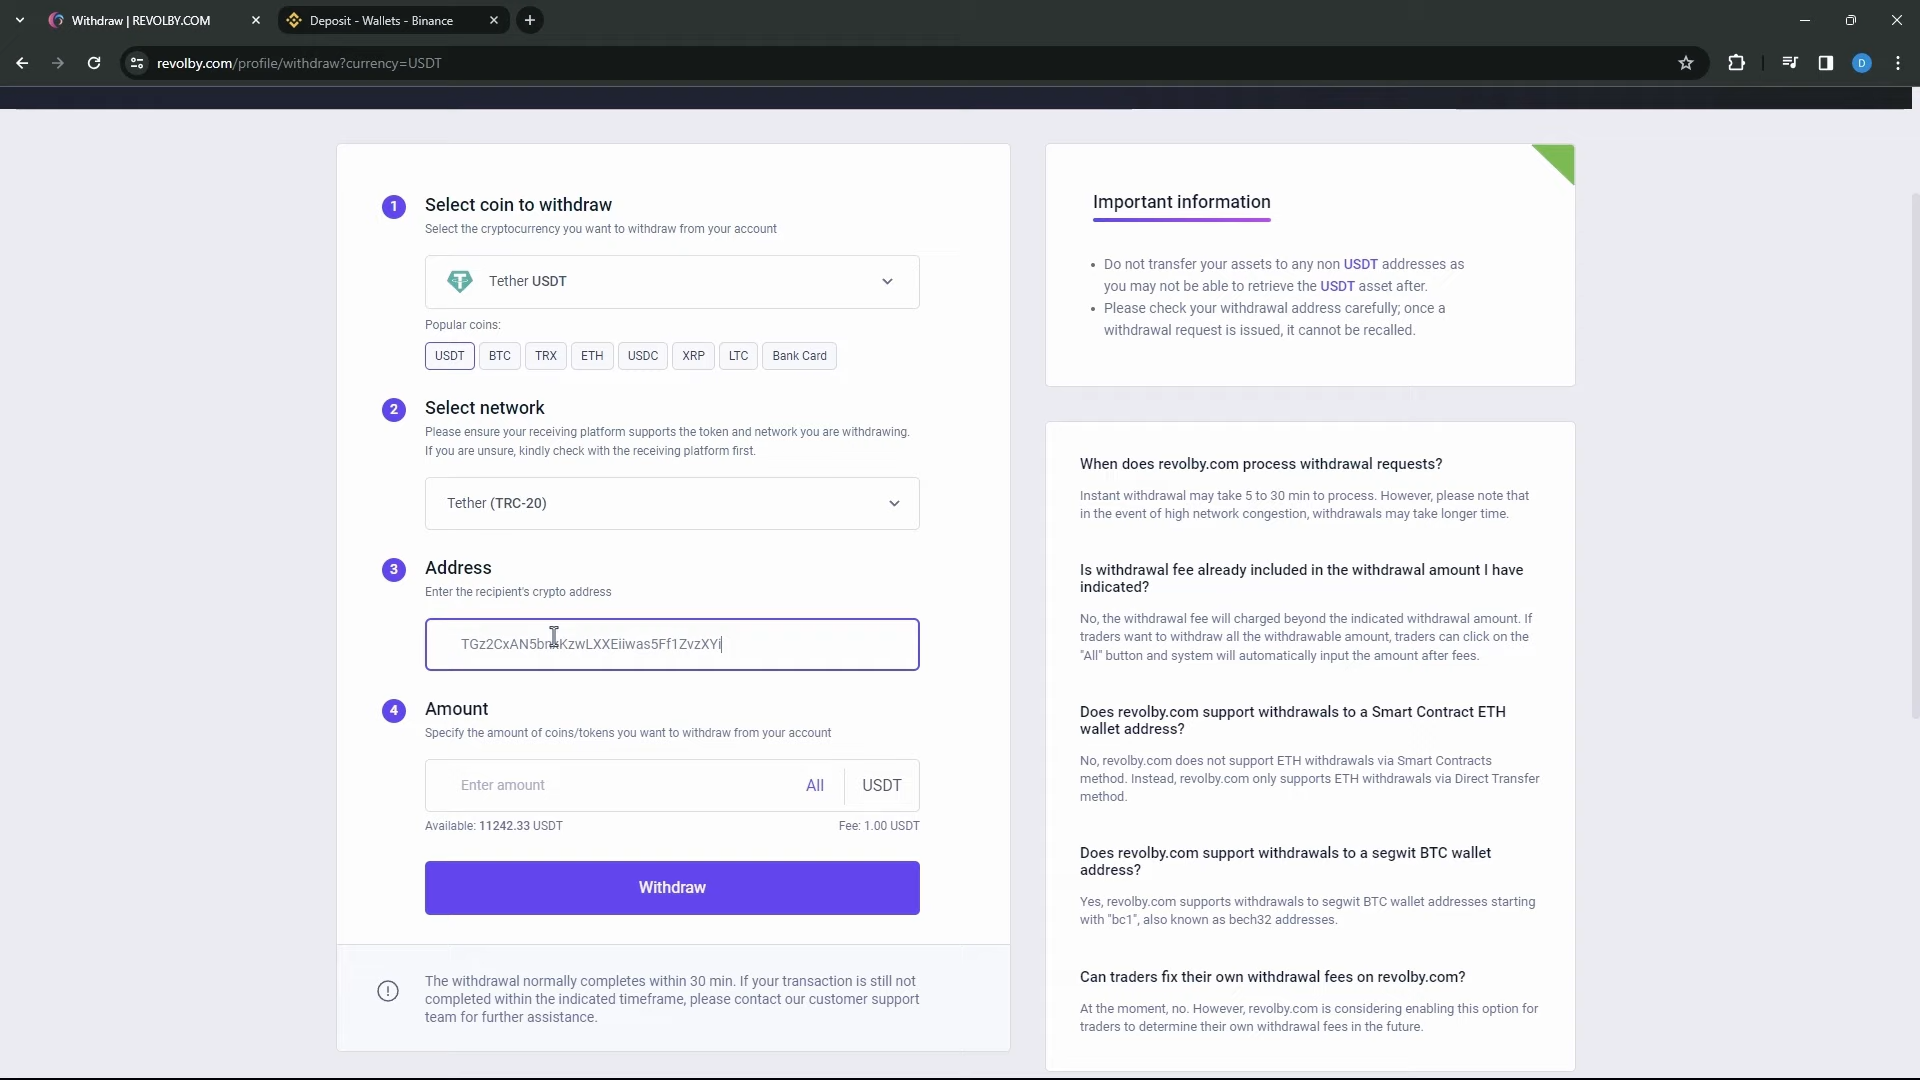 Withdraw | REVOLBY.COM
Deposit - Wallets - Binance
revolby.com/profile/withdraw?currency=USDT
D
1
Select coin to withdraw
Select the cryptocurrency you want to withdraw from your account
Tether USDT
Popular coins:
USDT
BTC
TRX
ETH
USDC
XRP
LTC
Bank Card
2
Select network
Please ensure your receiving platform supports the token and network you are withdrawing.
If you are unsure, kindly check with the receiving platform first.
Tether (TRC-20)
3
Address
Enter the recipient's crypto address
4
Amount
Specify the amount of coins/tokens you want to withdraw from your account
Enter amount
All
USDT
Available: 11242.33 USDT
Fee: 1.00 USDT
Withdraw
The withdrawal normally completes within 30 min. If your transaction is still not
completed within the indicated timeframe, please contact our customer support
team for further assistance.
Important information
• Do not transfer your assets to any non USDT addresses as
you may not be able to retrieve the USDT asset after.
• Please check your withdrawal address carefully; once a
withdrawal request is issued, it cannot be recalled.
When does revolby.com process withdrawal requests?
Instant withdrawal may take 5 to 30 min to process. However, please note that
in the event of high network congestion, withdrawals may take longer time.
Is withdrawal fee already included in the withdrawal amount I have
indicated?
No, the withdrawal fee will charged beyond the indicated withdrawal amount. If
traders want to withdraw all the withdrawable amount, traders can click on the
"All" button and system will automatically input the amount after fees.
Does revolby.com support withdrawals to a Smart Contract ETH
wallet address?
No, revolby.com does not support ETH withdrawals via Smart Contracts
method. Instead, revolby.com only supports ETH withdrawals via Direct Transfer
method.
Does revolby.com support withdrawals to a segwit BTC wallet
address?
Yes, revolby.com supports withdrawals to segwit BTC wallet addresses starting
with "bc1", also known as bech32 addresses.
Can traders fix their own withdrawal fees on revolby.com?
At the moment, no. However, revolby.com is considering enabling this option for
traders to determine their own withdrawal fees in the future.